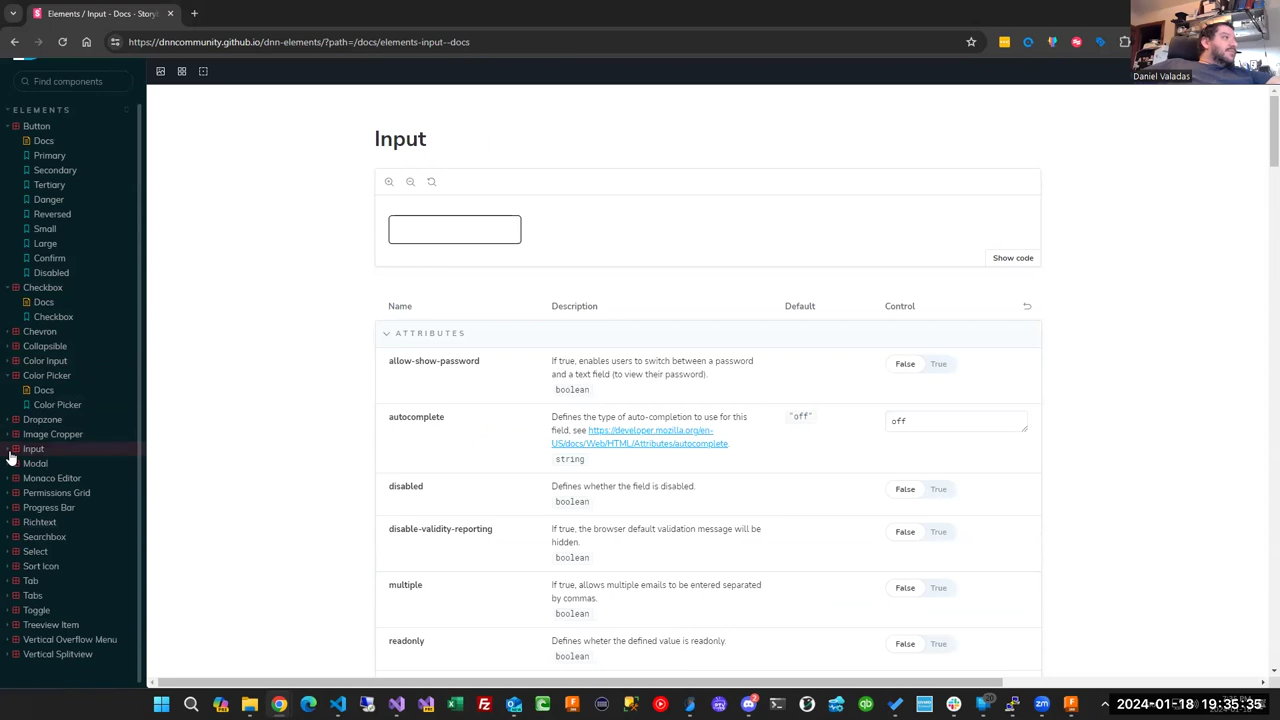 Elements / Input - Docs - Storyb
https://dnncommunity.github.io/dnn-elements/?path=/docs/elements-input--docs
Daniel Valadas
Find components
ELEMENTS
Button
Docs
Primary
Secondary
Tertiary
Danger
Reversed
Small
Large
Confirm
Disabled
Checkbox
Docs
Checkbox
Chevron
Collapsible
Color Input
Color Picker
Docs
Color Picker
Dropzone
Image Cropper
Input
Modal
Monaco Editor
Permissions Grid
Progress Bar
Richtext
Searchbox
Select
Sort Icon
Tab
Tabs
Toggle
Treeview Item
Vertical Overflow Menu
Vertical Splitview
Input
Show code
Name Description Default Control
ATTRIBUTES
allow-show-password
If true, enables users to switch between a password
and a text field (to view their password).
boolean
False True
autocomplete
Defines the type of auto-completion to use for this
field, see https://developer.mozilla.org/en-
US/docs/Web/HTML/Attributes/autocomplete.
string
"off"
off
disabled
Defines whether the field is disabled.
boolean
False True
disable-validity-reporting
If true, the browser default validation message will be
hidden.
boolean
False True
multiple
If true, allows multiple emails to be entered separated
by commas.
boolean
False True
readonly
Defines wheter the defined value is readonly.
boolean
False True
2024-01-18 19:35:35